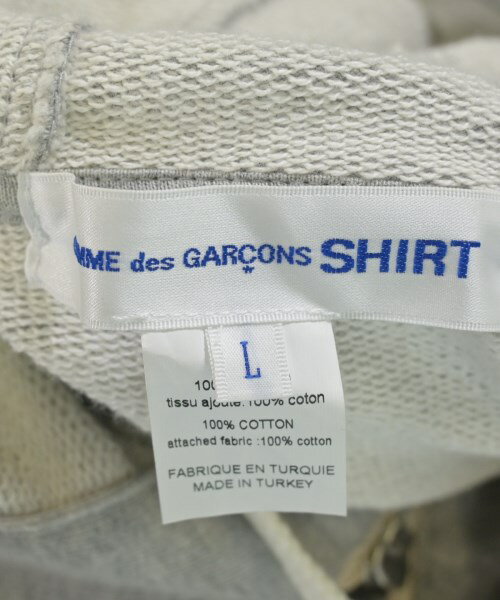 MME des GARÇONS SHIRT
L
100
tissu ajouté:100% coton
100% COTTON
attached fabric :100% cotton
FABRIQUE EN TURQUIE
MADE IN TURKEY